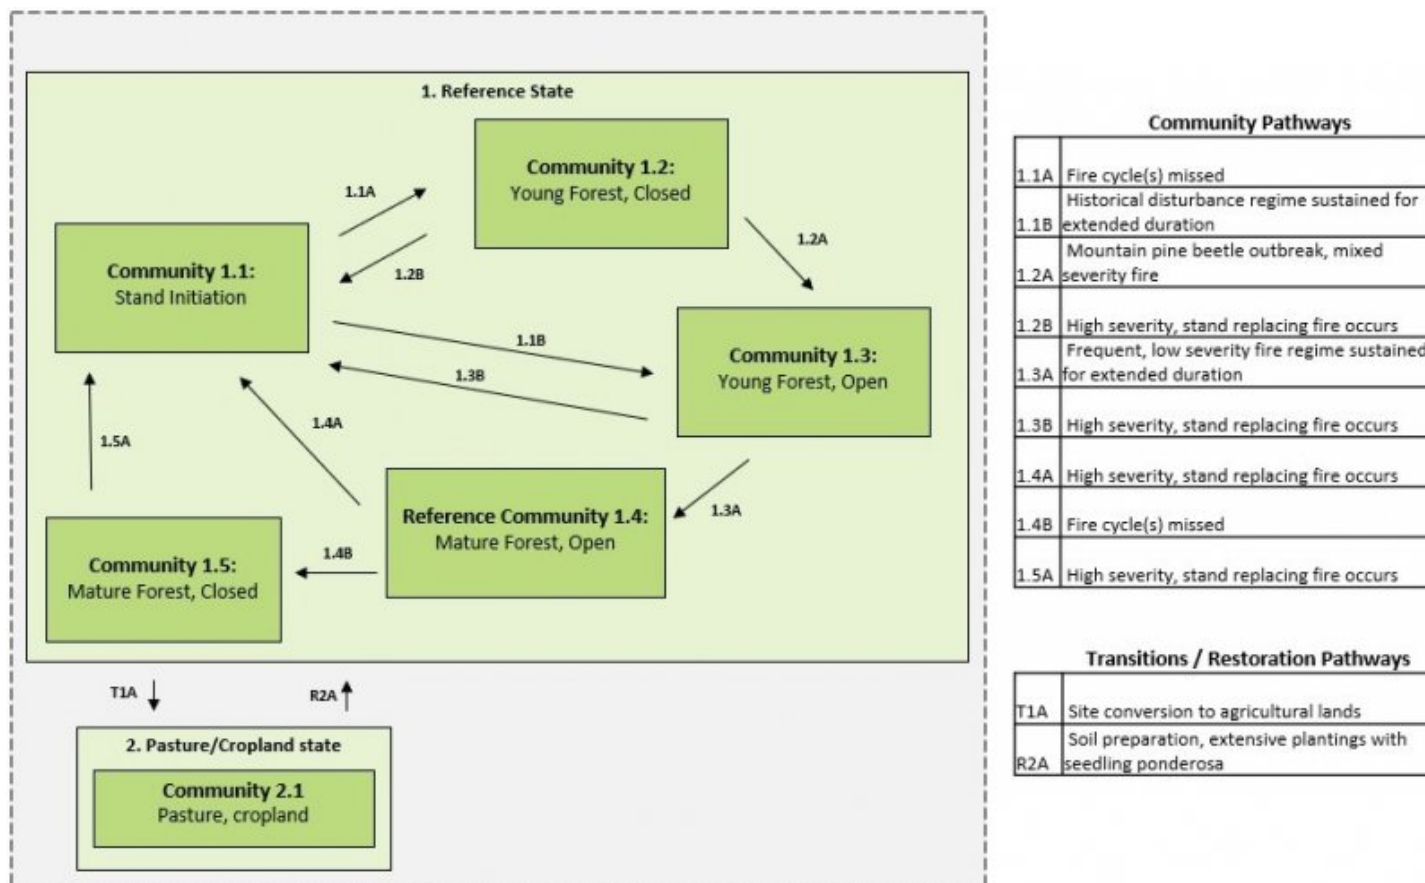 1. Reference State
Community 1.2:
Young Forest, Closed
1.1A
1.2B
1.2A
Community 1.1:
Stand Initiation
1.1B
1.3B
Community 1.3:
Young Forest, Open
1.4A
1.5A
1.3A
Reference Community 1.4:
Mature Forest, Open
1.4B
Community 1.5:
Mature Forest, Closed
T1A
R2A
2. Pasture/Cropland state
Community 2.1
Pasture, cropland
Community Pathways
1.1A Fire cycle(s) missed
Historical disturbance regime sustained for
1.1B extended duration
Mountain pine beetle outbreak, mixed
1.2A severity fire
1.2B High severity, stand replacing fire occurs
Frequent, low severity fire regime sustained
1.3A for extended duration
1.3B High severity, stand replacing fire occurs
1.4A High severity, stand replacing fire occurs
1.4B Fire cycle(s) missed
1.5A High severity, stand replacing fire occurs
Transitions / Restoration Pathways
T1A Site conversion to agricultural lands
Soil preparation, extensive plantings with
R2A seedling ponderosa